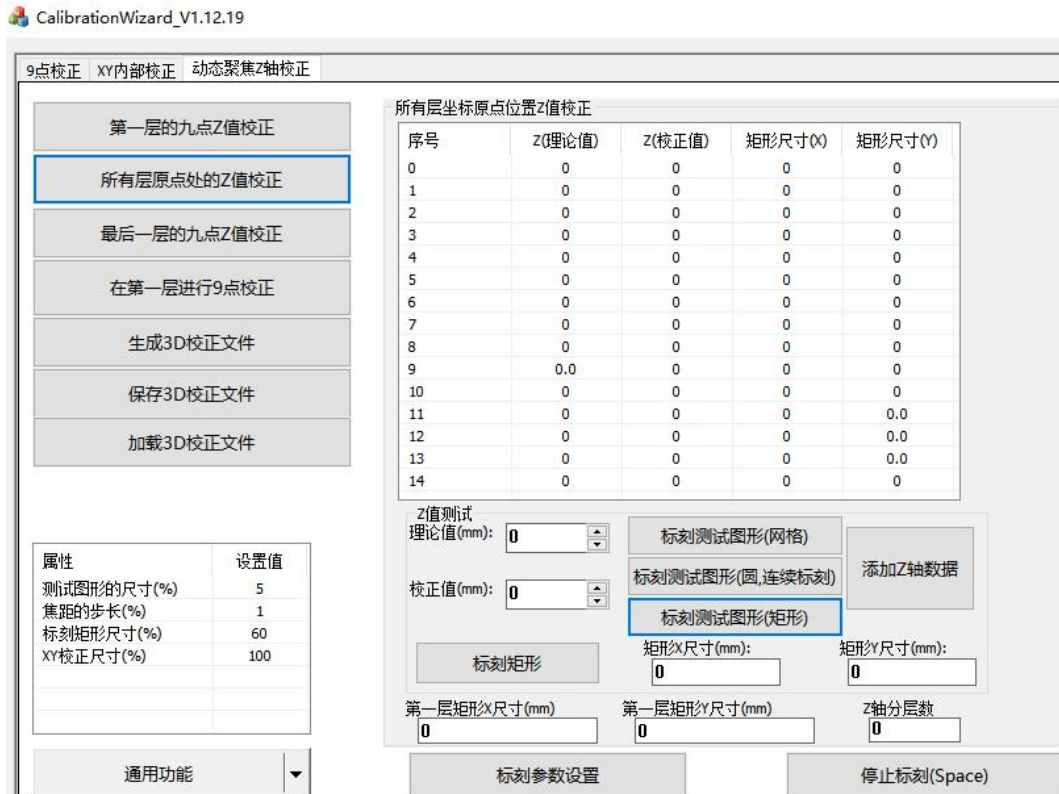 CalibrationWizard_V1.12.19
9点校正 XY内部校正 动态聚焦Z轴校正
第一层的九点Z值校正
所有层原点处的Z值校正
最后一层的九点Z值校正
在第一层进行9点校正
生成3D校正文件
保存3D校正文件
加载3D校正文件
属性 设置值
测试图形的尺寸(%) 5
焦距的步长(%) 1
标刻矩形尺寸(%) 60
XY校正尺寸(%) 100
通用功能
所有层坐标原点位置Z值校正
序号 Z(理论值) Z(校正值) 矩形尺寸(X) 矩形尺寸(Y)
0 0 0 0 0
1 0 0 0 0
2 0 0 0 0
3 0 0 0 0
4 0 0 0 0
5 0 0 0 0
6 0 0 0 0
7 0 0 0 0
8 0 0 0 0
9 0.0 0 0 0
10 0 0 0 0
11 0 0 0 0.0
12 0 0 0 0.0
13 0 0 0 0.0
14 0 0 0 0
Z值测试
理论值(mm): 0
校正值(mm): 0
标刻测试图形(网格)
标刻测试图形(圆,连续标刻)
标刻测试图形(矩形)
添加Z轴数据
标刻矩形
矩形X尺寸(mm): 矩形Y尺寸(mm):
0 0
第一层矩形X尺寸(mm) 第一层矩形Y尺寸(mm) Z轴分层数
0 0 0
标刻参数设置 停止标刻(Space)